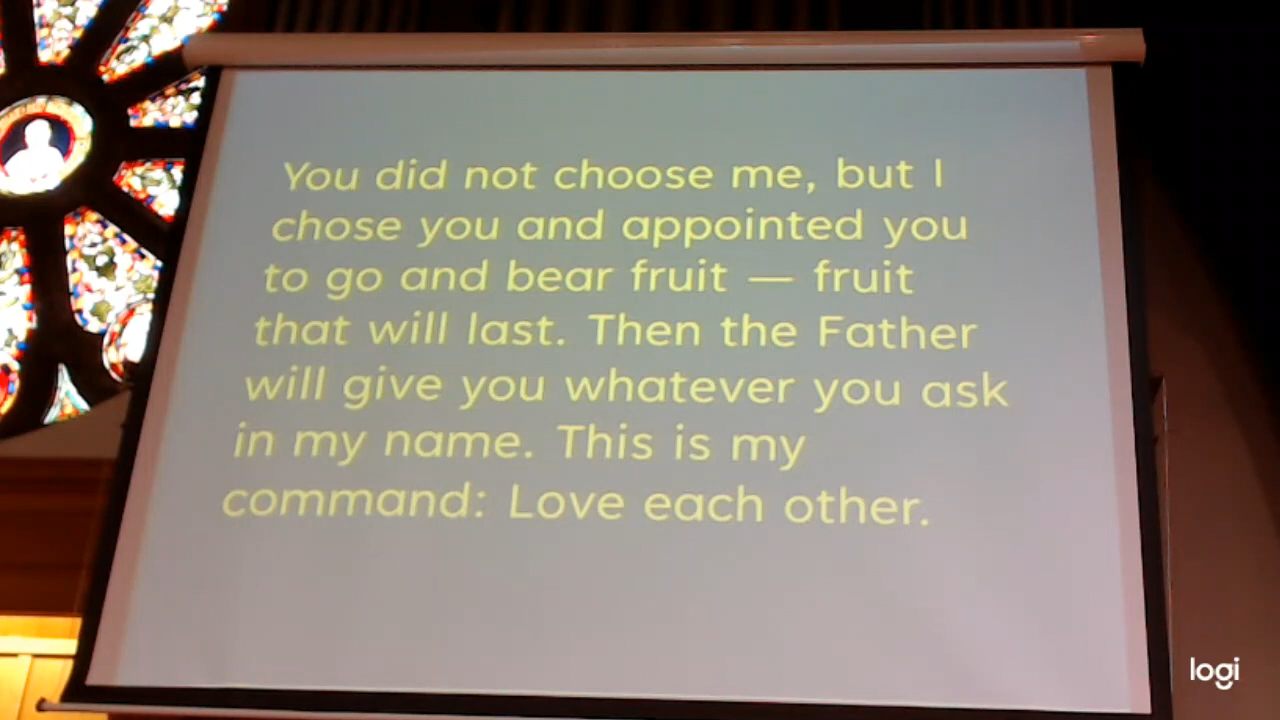 You did not choose me, but I
chose you and appointed you
to go and bear fruit — fruit
that will last. Then the Father
will give you whatever you ask
in my name. This is my
command: Love each other.
logi